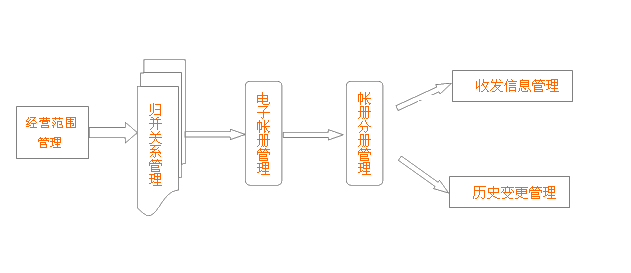 经营范围
管理
归并关系管理
电子帐册管理
帐册分册管理
收发信息管理
历史变更管理